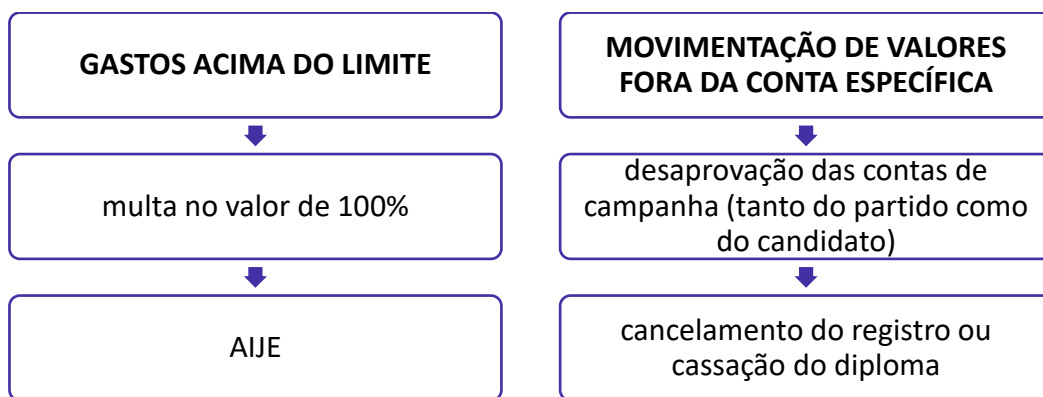 GASTOS ACIMA DO LIMITE
multa no valor de 100%
AIJE
MOVIMENTAÇÃO DE VALORES
FORA DA CONTA ESPECÍFICA
desaprovação das contas de
campanha (tanto do partido como
do candidato)
cancelamento do registro ou
cassação do diploma